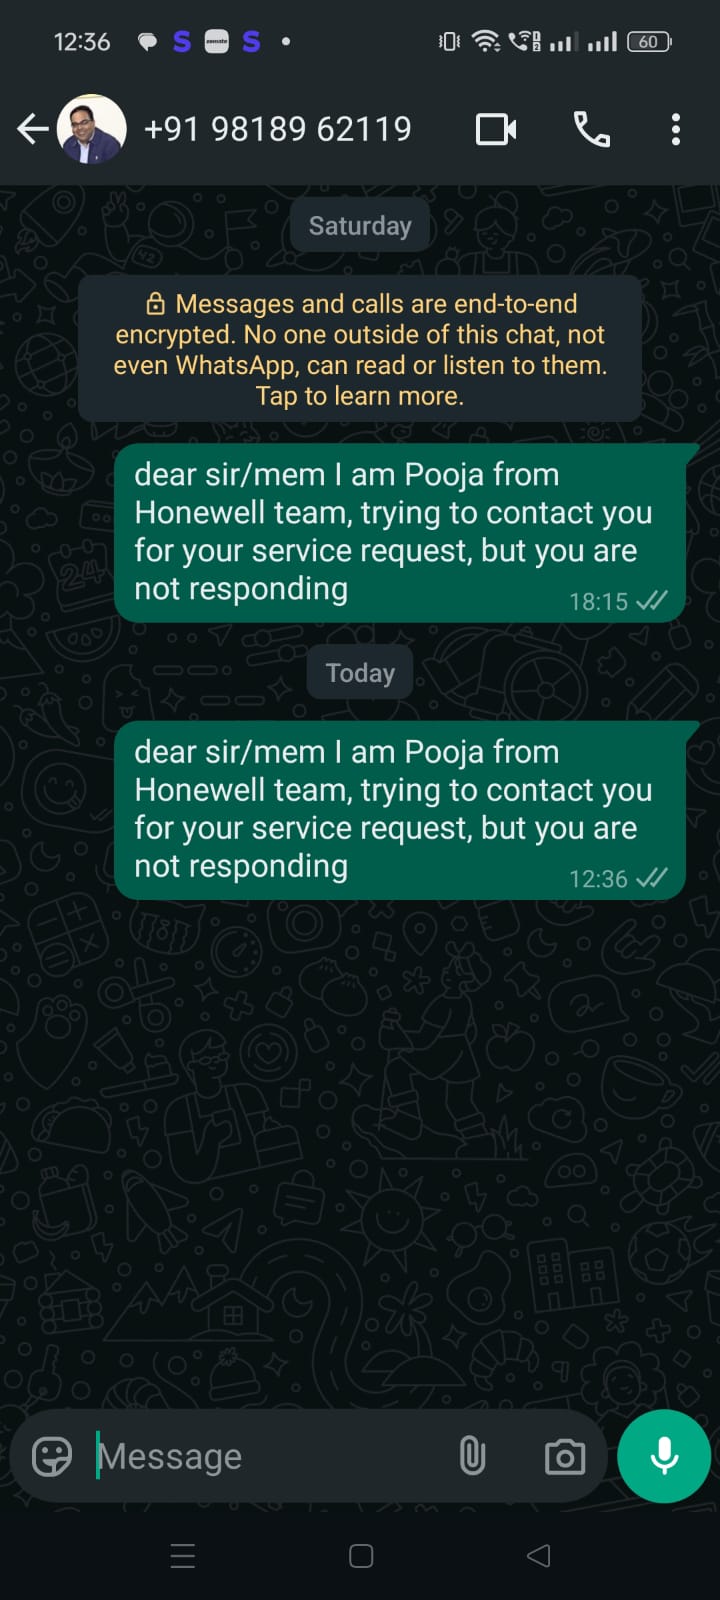 12:36 S zomato S 60
+91 98189 62119
Saturday
Messages and calls are end-to-end
encrypted. No one outside of this chat, not
even WhatsApp, can read or listen to them.
Tap to learn more.
dear sir/mem I am Pooja from
Honewell team, trying to contact you
for your service request, but you are
not responding
18:15
Today
dear sir/mem I am Pooja from
Honewell team, trying to contact you
for your service request, but you are
not responding
12:36
Message